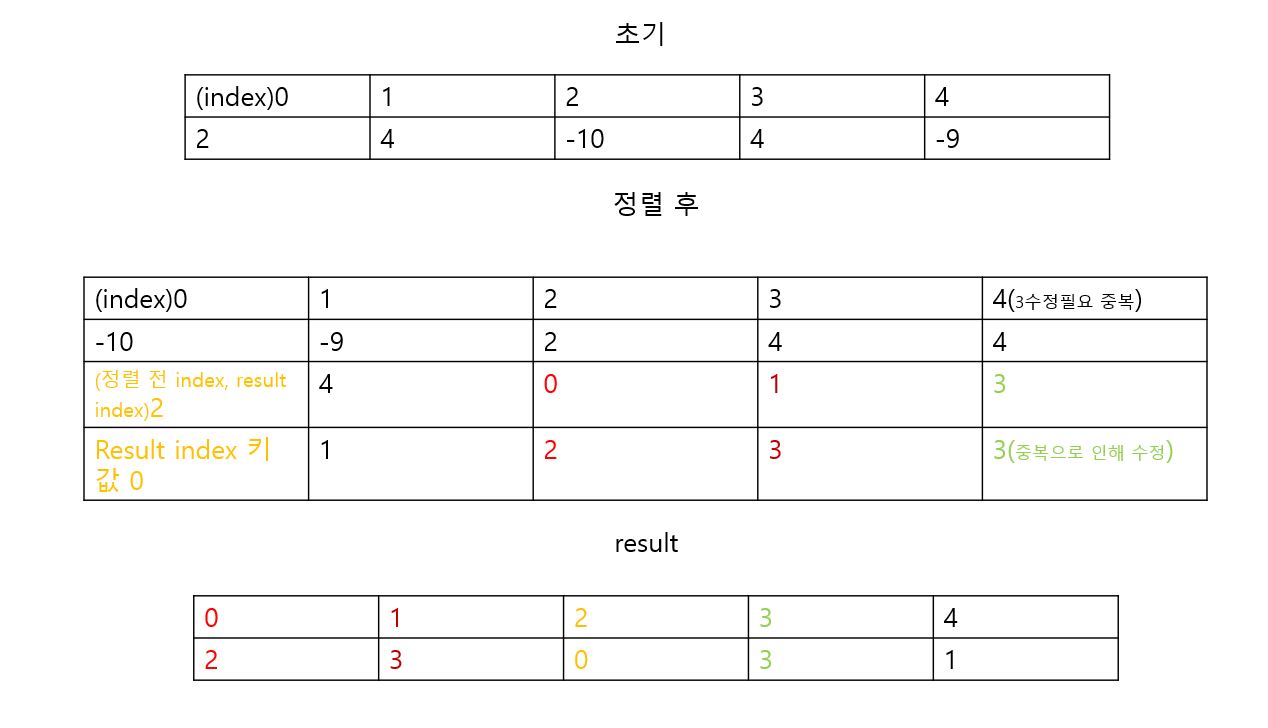 초기
(index)0 1 2 3 4
2 4 -10 4 -9
정렬 후
(index)0 1 2 3 4(3수정필요 중복)
-10 -9 2 4 4
(정렬 전 index, result
index)2 4 0 1 3
Result index 키
값 0 1 2 3 3(중복으로 인해 수정)
result
0 1 2 3 4
2 3 0 3 1